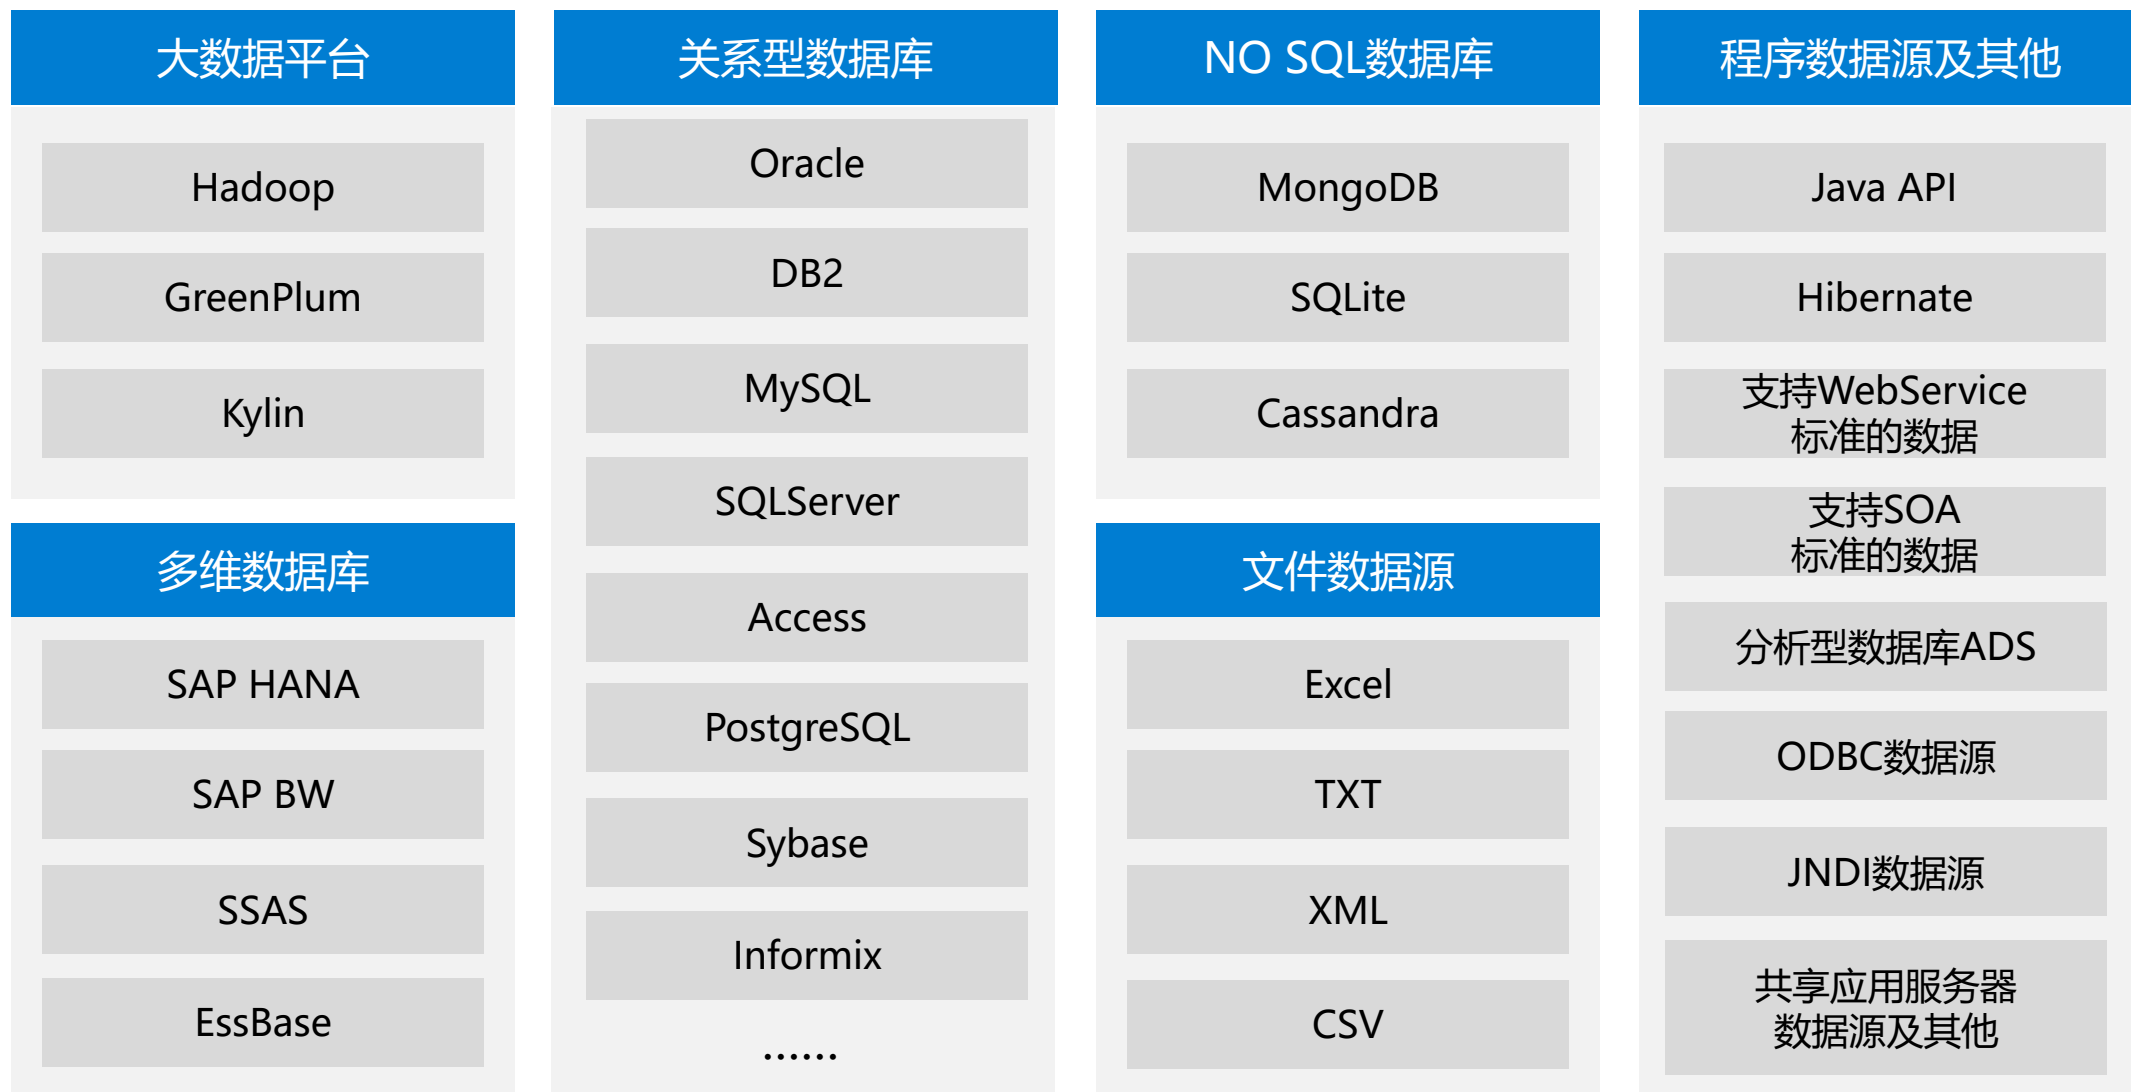 大数据平台
Hadoop
GreenPlum
Kylin
多维数据库
SAP HANA
SAP BW
SSAS
EssBase
关系型数据库
Oracle
DB2
MySQL
SQLServer
Access
PostgreSQL
Sybase
Informix
......
NO SQL数据库
MongoDB
SQLite
Cassandra
文件数据源
Excel
TXT
XML
CSV
程序数据源及其他
Java API
Hibernate
支持WebService
标准的数据
支持SOA
标准的数据
分析型数据库ADS
ODBC数据源
JNDI数据源
共享应用服务器
数据源及其他